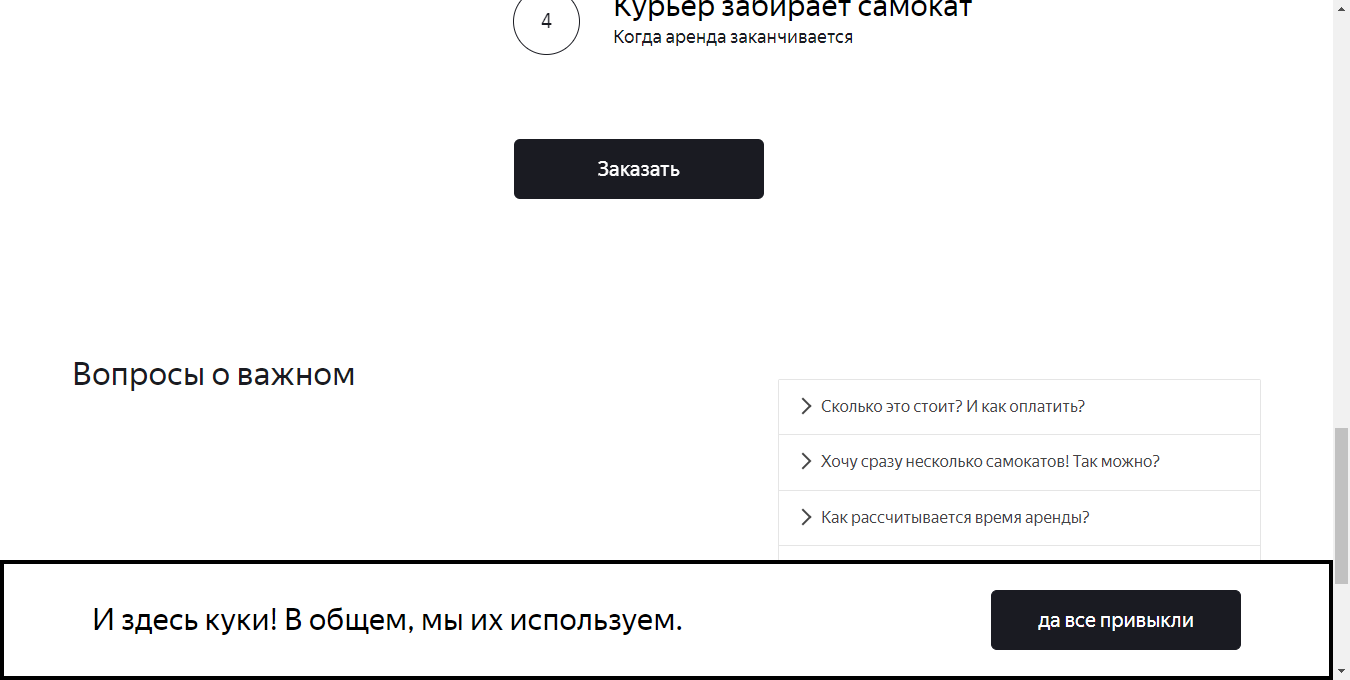 4
Курьер забирает самокат
Когда аренда заканчивается
Заказать
Вопросы о важном
Сколько это стоит? И как оплатить?
Хочу сразу несколько самокатов! Так можно?
Как рассчитывается время аренды?
И здесь куки! В общем, мы их используем.
да все привыкли